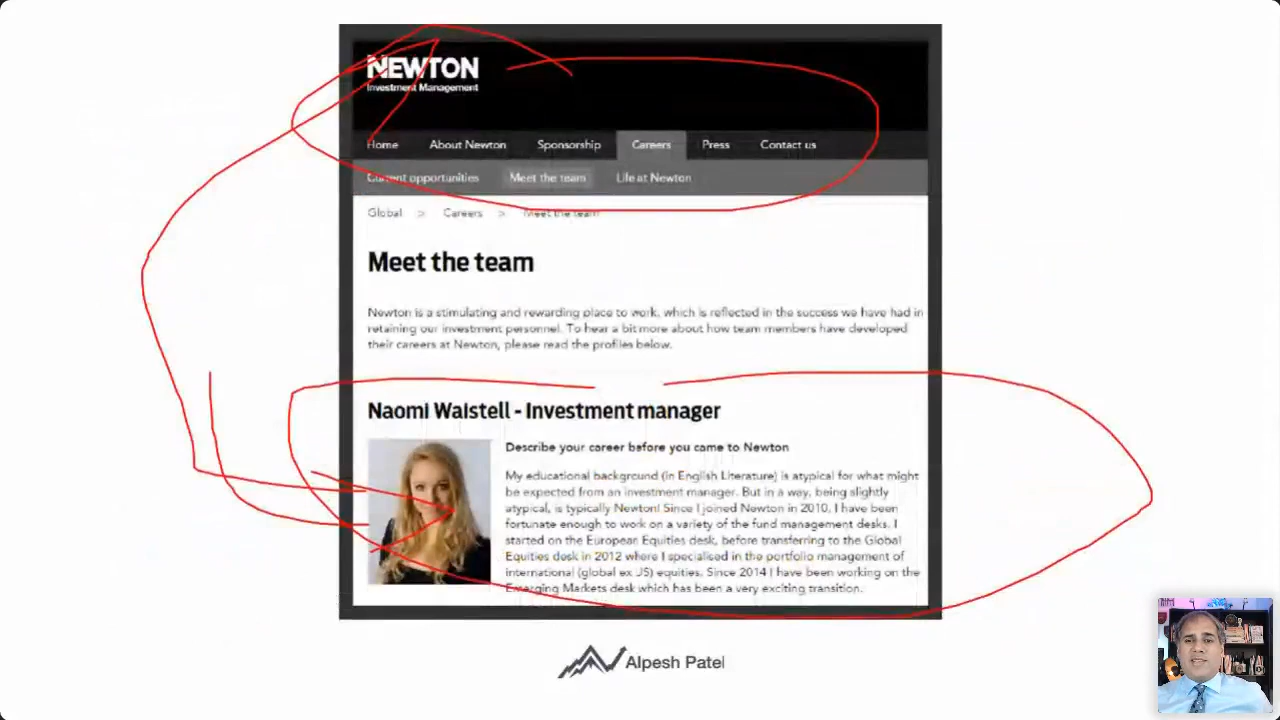 NEWTON
Investment Management
Home About Newton Sponsorship Careers Press Contact us
Current opportunities Meet the team Life at Newton
Global > Careers > Meet the team
Meet the team
Newton is a stimulating and rewarding place to work, which is reflected in the success we have had in
retaining our investment personnel. To hear a bit more about how team members have developed
their careers at Newton, please read the profiles below.
Naomi Waistell - Investment manager
Describe your career before you came to Newton
My educational background (in English Literature) is atypical for what might
be expected from an investment manager. But in a way, being slightly
atypical, is typically Newton! Since I joined Newton in 2010, I have been
fortunate enough to work on a variety of the fund management desks. I
started on the European Equities desk, before transferring to the Global
Equities desk in 2012 where I specialised in the portfolio management of
international (global ex US) equities. Since 2014 I have been working on the
Emerging Markets desk which has been a very exciting transition.
Alpesh Patel